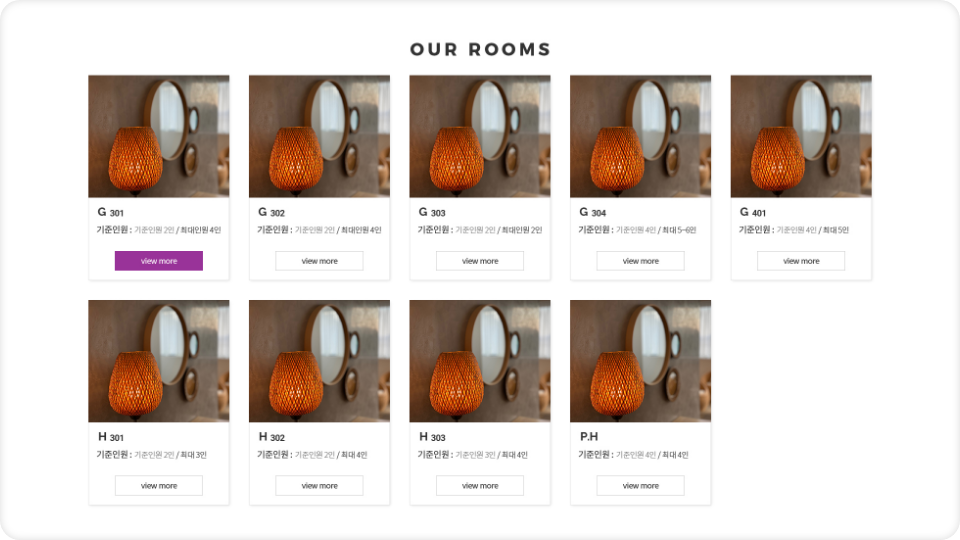 OUR ROOMS
G 301
기준인원 : 기준인원 2인 / 최대인원 4인
view more
G 302
기준인원 : 기준인원 2인 / 최대인원 4인
view more
G 303
기준인원 : 기준인원 2인 / 최대인원 2인
view more
G 304
기준인원 : 기준인원 4인 / 최대 5~6인
view more
G 401
기준인원 : 기준인원 4인 / 최대 5인
view more
H 301
기준인원 : 기준인원 2인 / 최대 3인
view more
H 302
기준인원 : 기준인원 2인 / 최대 4인
view more
H 303
기준인원 : 기준인원 3인 / 최대 4인
view more
P.H
기준인원 : 기준인원 4인 / 최대 4인
view more